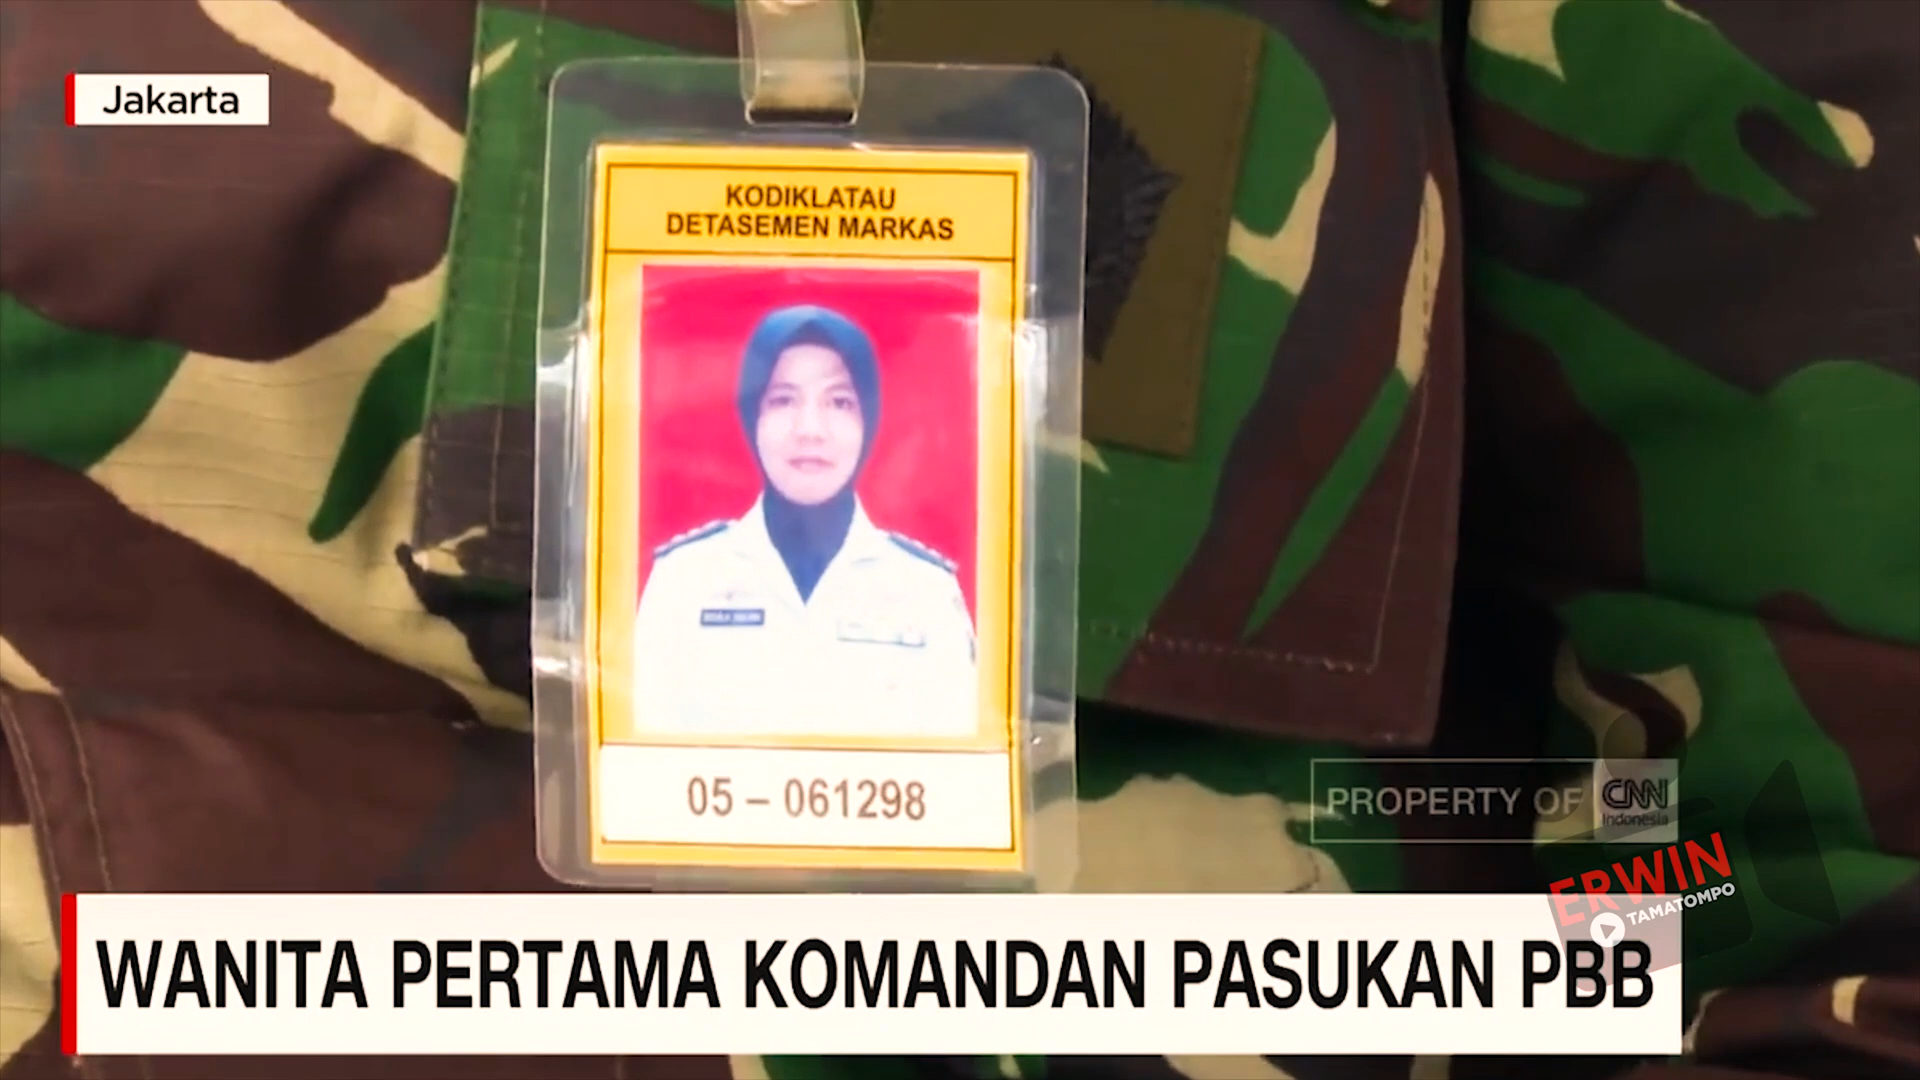 Jakarta
KODIKLATAU
DETASEMEN MARKAS
05 – 061298
PROPERTY OF CNN
Indonesia
ERWIN
TAMATOMPO
WANITA PERTAMA KOMANDAN PASUKAN PBB